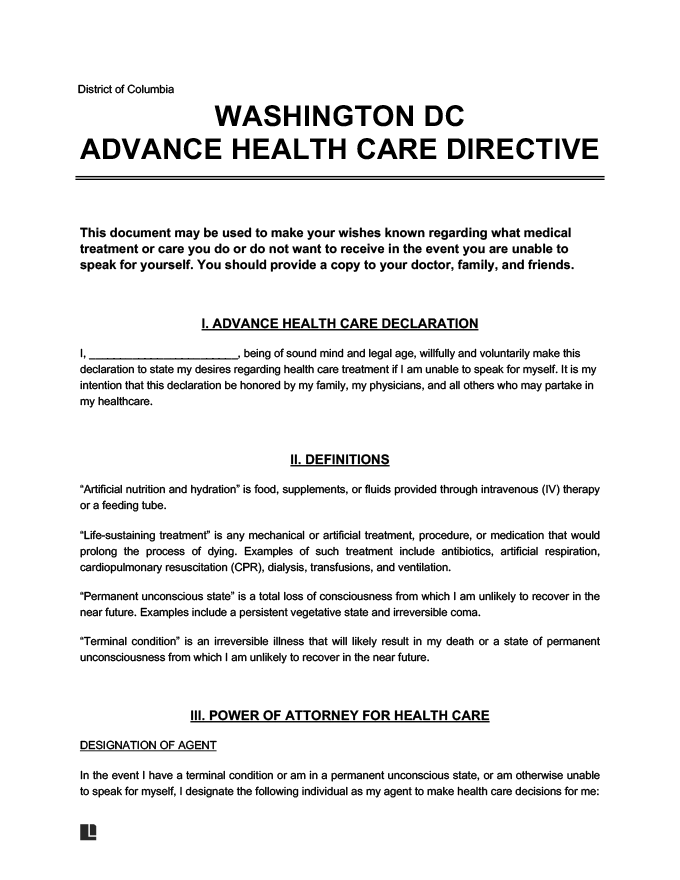 District of Columbia
WASHINGTON DC
ADVANCE HEALTH CARE DIRECTIVE
This document may be used to make your wishes known regarding what medical
treatment or care you do or do not want to receive in the event you are unable to
speak for yourself. You should provide a copy to your doctor, family, and friends.
I. ADVANCE HEALTH CARE DECLARATION
I, ________________________, being of sound mind and legal age, willfully and voluntarily make this
declaration to state my desires regarding health care treatment if I am unable to speak for myself. It is my
intention that this declaration be honored by my family, my physicians, and all others who may partake in
my healthcare.
II. DEFINITIONS
“Artificial nutrition and hydration” is food, supplements, or fluids provided through intravenous (IV) therapy
or a feeding tube.
“Life-sustaining treatment” is any mechanical or artificial treatment, procedure, or medication that would
prolong the process of dying. Examples of such treatment include antibiotics, artificial respiration,
cardiopulmonary resuscitation (CPR), dialysis, transfusions, and ventilation.
“Permanent unconscious state” is a total loss of consciousness from which I am unlikely to recover in the
near future. Examples include a persistent vegetative state and irreversible coma.
“Terminal condition” is an irreversible illness that will likely result in my death or a state of permanent
unconsciousness from which I am unlikely to recover in the near future.
III. POWER OF ATTORNEY FOR HEALTH CARE
DESIGNATION OF AGENT
In the event I have a terminal condition or am in a permanent unconscious state, or am otherwise unable
to speak for myself, I designate the following individual as my agent to make health care decisions for me: